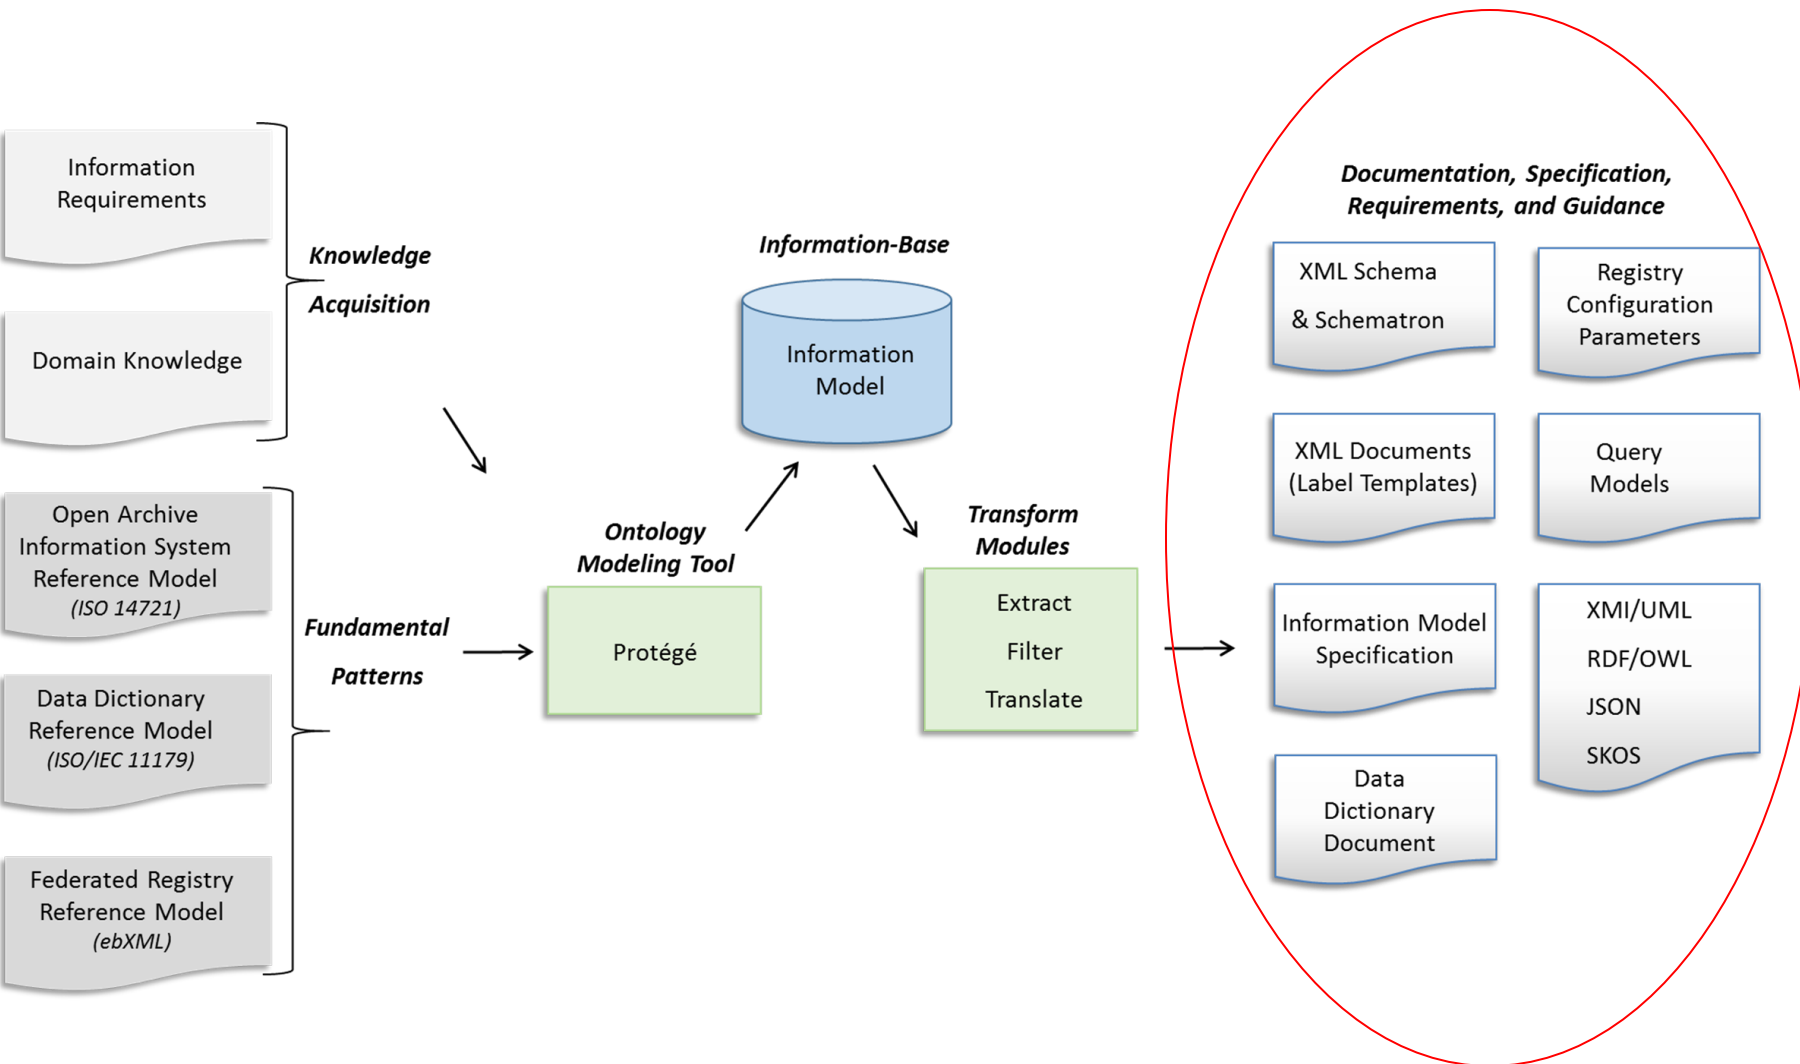 Information
Requirements
Domain Knowledge
Knowledge
Acquisition
Open Archive
Information System
Reference Model
(ISO 14721)
Data Dictionary
Reference Model
(ISO/IEC 11179)
Federated Registry
Reference Model
(ebXML)
Fundamental
Patterns
Ontology
Modeling Tool
Protégé
Information-Base
Information
Model
Transform
Modules
Extract
Filter
Translate
Documentation, Specification,
Requirements, and Guidance
XML Schema
& Schematron
Registry
Configuration
Parameters
XML Documents
(Label Templates)
Query
Models
Information Model
Specification
XMI/UML
RDF/OWL
JSON
SKOS
Data
Dictionary
Document